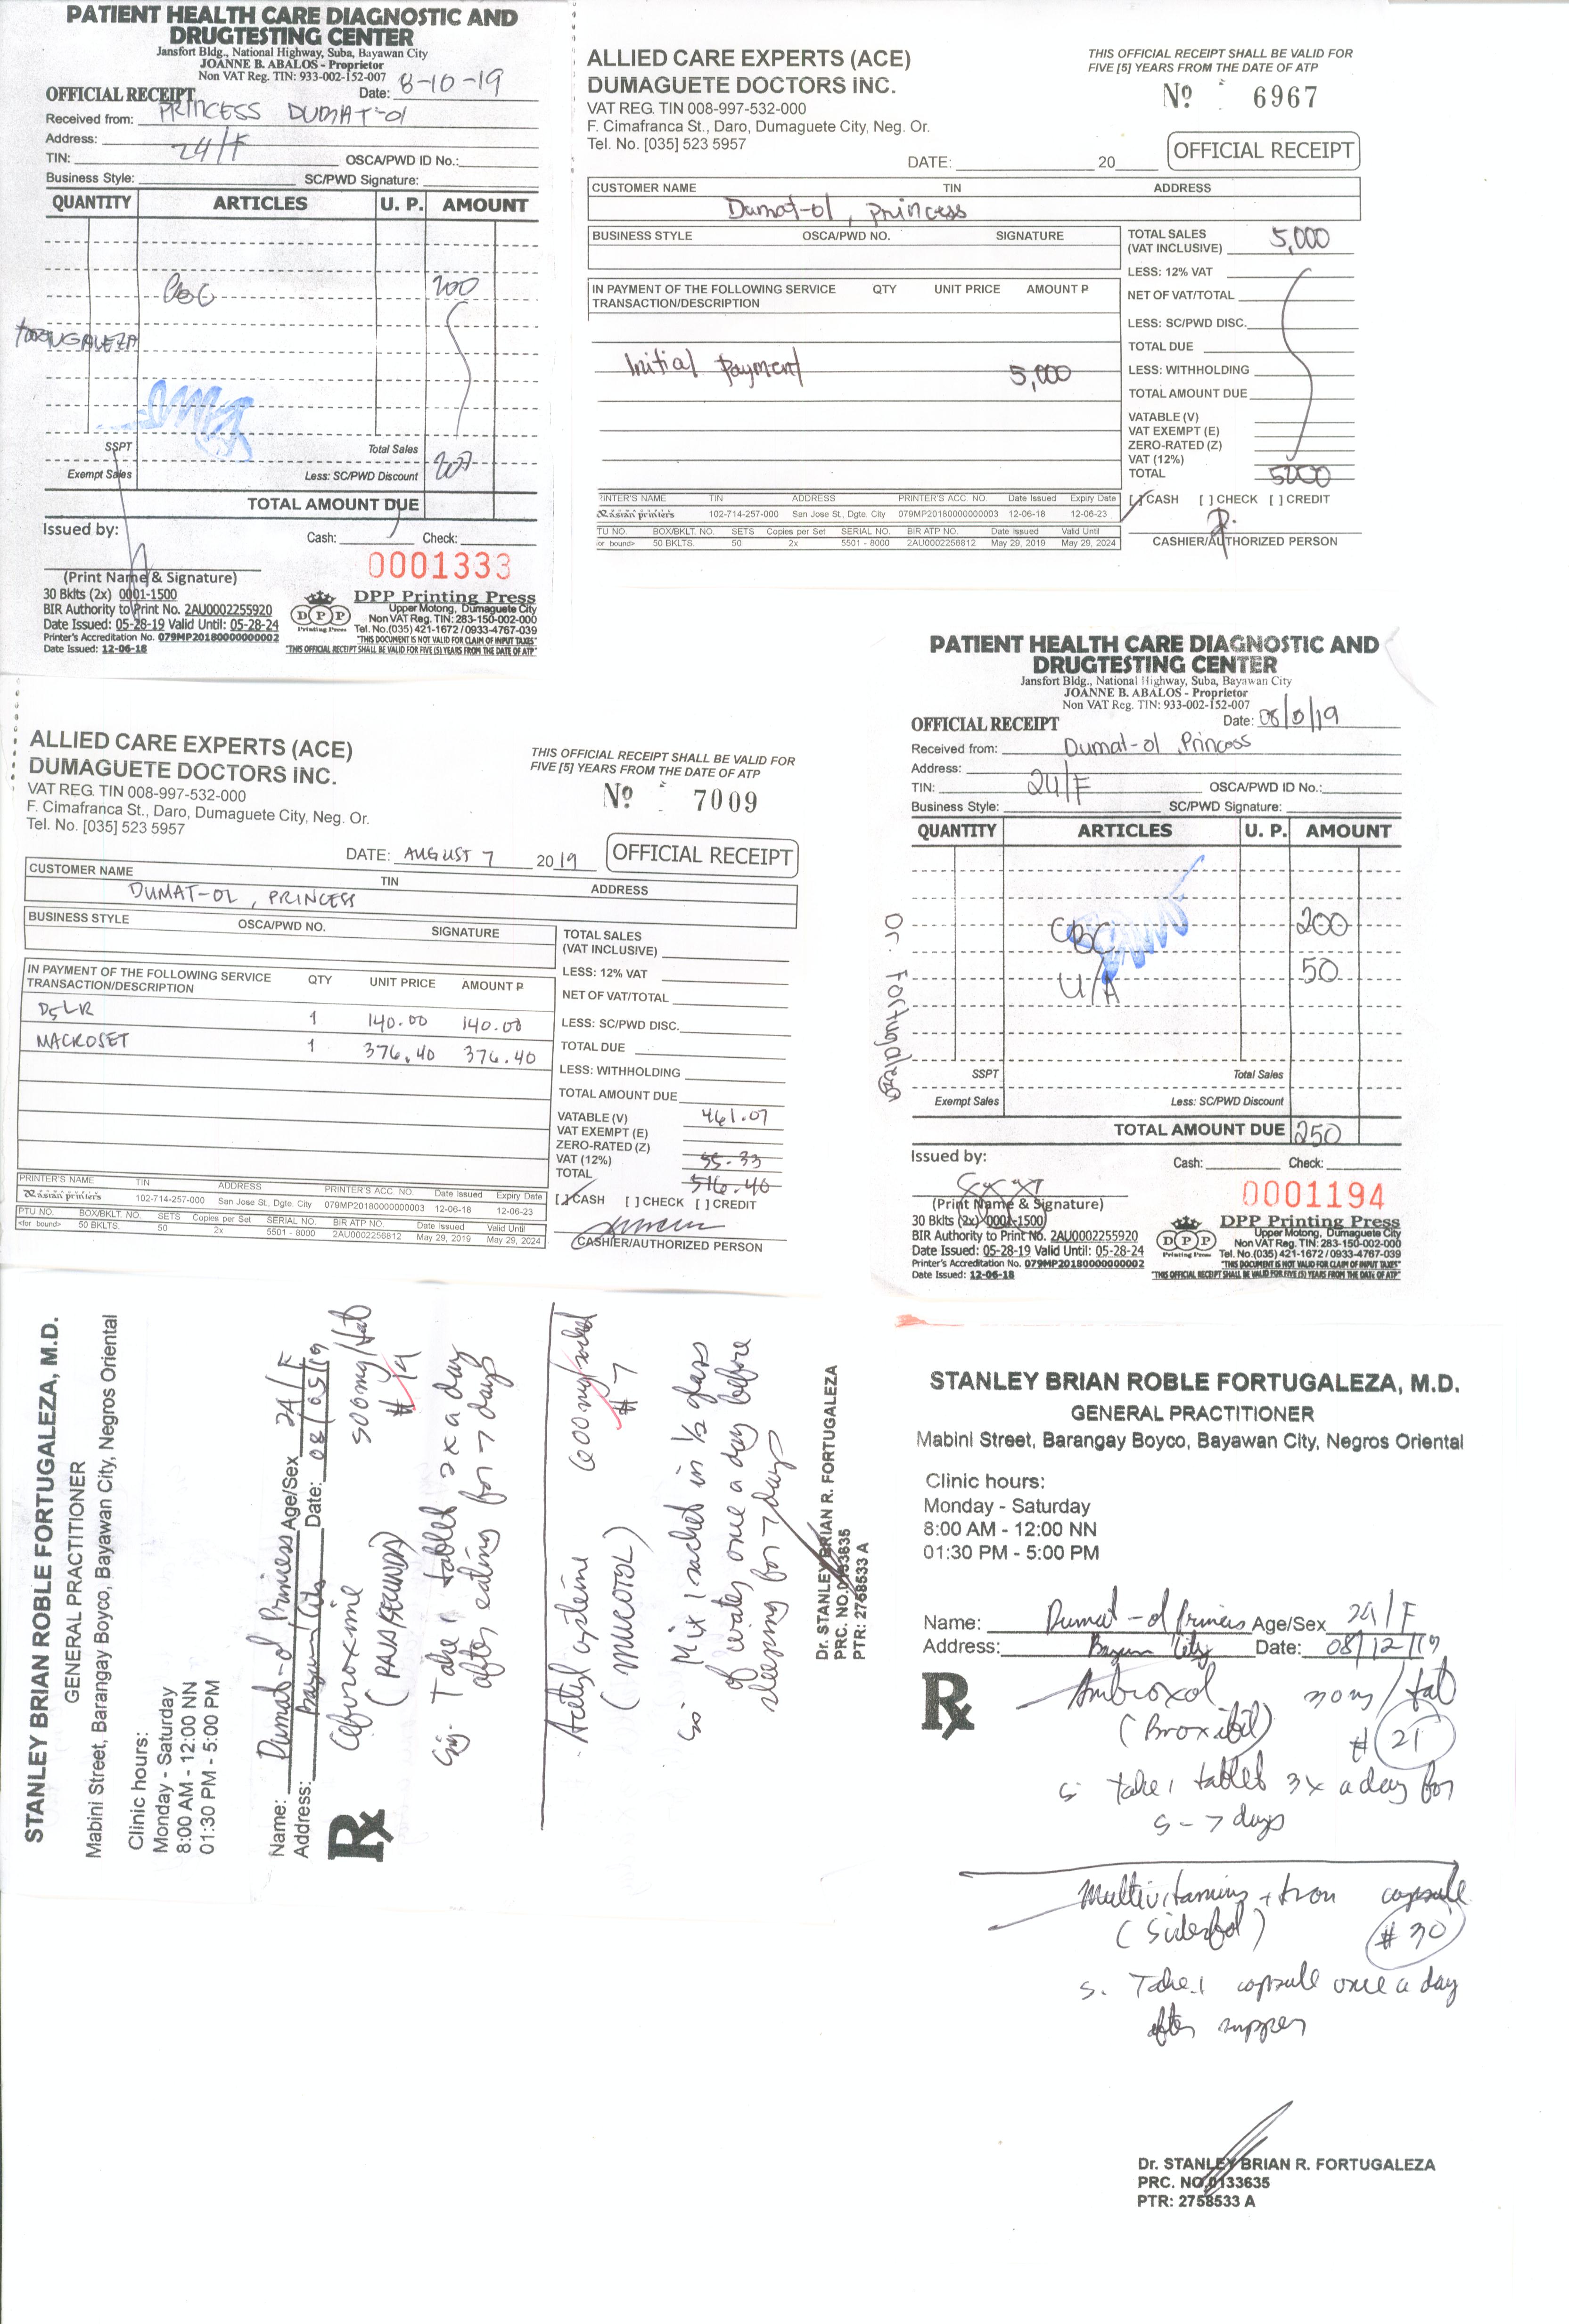 PATIENT HEALTH CARE DIAGNOSTIC AND
DRUGTESTING CENTER
Jansfort Bldg., National Highway, Suba, Bayawan City
JOANNE B. ABALOS - Proprietor
Non VAT Reg. TIN: 933-002-152-007
OFFICIAL RECEIPT Date: 8-10-19
Received from: PRINCESS DUMAT-OL
Address:
24/F
TIN: OSCA/PWD ID No.:
Business Style: SC/PWD Signature:
QUANTITY ARTICLES U. P. AMOUNT
CBC 200
SSPT Total Sales
Exempt Sales Less: SC/PWD Discount 200
TOTAL AMOUNT DUE
Issued by: Cash: Check:
0001333
(Print Name & Signature)
30 Bklts (2x) 0001-1500
BIR Authority to Print No. 2AU0002255920
Date Issued: 05-28-19 Valid Until: 05-28-24
Printer's Accreditation No. 079MP20180000000002
Date Issued: 12-06-18
DPP Printing Press
DPP Printing Press
Upper Motong, Dumaguete City
Non VAT Reg. TIN: 283-150-002-000
Tel. No.(035) 421-1672 / 0933-4767-039
"THIS DOCUMENT IS NOT VALID FOR CLAIM OF INPUT TAXES"
"THIS OFFICIAL RECEIPT SHALL BE VALID FOR FIVE (5) YEARS FROM THE DATE OF ATP"
ALLIED CARE EXPERTS (ACE)
DUMAGUETE DOCTORS INC.
VAT REG. TIN 008-997-532-000
F. Cimafranca St., Daro, Dumaguete City, Neg. Or.
Tel. No. [035] 523 5957
THIS OFFICIAL RECEIPT SHALL BE VALID FOR
FIVE [5] YEARS FROM THE DATE OF ATP
Nº 6967
DATE: 20 OFFICIAL RECEIPT
CUSTOMER NAME TIN ADDRESS
Dumat-ol, Princess
BUSINESS STYLE OSCA/PWD NO. SIGNATURE
IN PAYMENT OF THE FOLLOWING SERVICE QTY UNIT PRICE AMOUNT P
TRANSACTION/DESCRIPTION
Initial payment 5,000
TOTAL SALES
(VAT INCLUSIVE) 5,000
LESS: 12% VAT
NET OF VAT/TOTAL
LESS: SC/PWD DISC.
TOTAL DUE
LESS: WITHHOLDING
TOTAL AMOUNT DUE
VATABLE (V)
VAT EXEMPT (E)
ZERO-RATED (Z)
VAT (12%)
TOTAL 5000
[/] CASH [ ] CHECK [ ] CREDIT
CASHIER/AUTHORIZED PERSON
PRINTER'S NAME TIN ADDRESS PRINTER'S ACC. NO. Date Issued Expiry Date
asian printers 102-714-257-000 San Jose St., Dgte. City 079MP20180000000003 12-06-18 12-06-23
PTU NO. BOX/BKLT. NO. SETS Copies per Set SERIAL NO. BIR ATP NO. Date Issued Valid Until
<for bound> 50 BKLTS. 50 2x 5501 - 8000 2AU0002256812 May 29, 2019 May 29, 2024
ALLIED CARE EXPERTS (ACE)
DUMAGUETE DOCTORS INC.
VAT REG. TIN 008-997-532-000
F. Cimafranca St., Daro, Dumaguete City, Neg. Or.
Tel. No. [035] 523 5957
THIS OFFICIAL RECEIPT SHALL BE VALID FOR
FIVE [5] YEARS FROM THE DATE OF ATP
Nº 7009
DATE: AUGUST 7 2019 OFFICIAL RECEIPT
CUSTOMER NAME TIN ADDRESS
DUMAT-OL, PRINCESS
BUSINESS STYLE OSCA/PWD NO. SIGNATURE
IN PAYMENT OF THE FOLLOWING SERVICE QTY UNIT PRICE AMOUNT P
TRANSACTION/DESCRIPTION
D5LR 1 140.00 140.00
MACROSET 1 376.40 376.40
TOTAL SALES
(VAT INCLUSIVE)
LESS: 12% VAT
NET OF VAT/TOTAL
LESS: SC/PWD DISC.
TOTAL DUE
LESS: WITHHOLDING
TOTAL AMOUNT DUE
VATABLE (V) 461.07
VAT EXEMPT (E)
ZERO-RATED (Z)
VAT (12%) 55.33
TOTAL 516.40
[/] CASH [ ] CHECK [ ] CREDIT
CASHIER/AUTHORIZED PERSON
PRINTER'S NAME TIN ADDRESS PRINTER'S ACC. NO. Date Issued Expiry Date
asian printers 102-714-257-000 San Jose St., Dgte. City 079MP20180000000003 12-06-18 12-06-23
PTU NO. BOX/BKLT. NO. SETS Copies per Set SERIAL NO. BIR ATP NO. Date Issued Valid Until
<for bound> 50 BKLTS. 50 2x 5501 - 8000 2AU0002256812 May 29, 2019 May 29, 2024
PATIENT HEALTH CARE DIAGNOSTIC AND
DRUGTESTING CENTER
Jansfort Bldg., National Highway, Suba, Bayawan City
JOANNE B. ABALOS - Proprietor
Non VAT Reg. TIN: 933-002-152-007
OFFICIAL RECEIPT Date:
Received from: Dumat-ol Princess
Address:
24/F
TIN: OSCA/PWD ID No.:
Business Style: SC/PWD Signature:
QUANTITY ARTICLES U. P. AMOUNT
CBC 200
U/A 50
Dr. Fortugaleza
SSPT Total Sales
Exempt Sales Less: SC/PWD Discount
TOTAL AMOUNT DUE 250
Issued by: Cash: Check:
0001194
(Print Name & Signature)
30 Bklts (2x) 0001-1500
BIR Authority to Print No. 2AU0002255920
Date Issued: 05-28-19 Valid Until: 05-28-24
Printer's Accreditation No. 079MP20180000000002
Date Issued: 12-06-18
DPP Printing Press
DPP Printing Press
Upper Motong, Dumaguete City
Non VAT Reg. TIN: 283-150-002-000
Tel. No.(035) 421-1672 / 0933-4767-039
"THIS DOCUMENT IS NOT VALID FOR CLAIM OF INPUT TAXES"
"THIS OFFICIAL RECEIPT SHALL BE VALID FOR FIVE (5) YEARS FROM THE DATE OF ATP"
STANLEY BRIAN ROBLE FORTUGALEZA, M.D.
GENERAL PRACTITIONER
Mabini Street, Barangay Boyco, Bayawan City, Negros Oriental
Clinic hours:
Monday - Saturday
8:00 AM - 12:00 NN
01:30 PM - 5:00 PM
Name: Dumat-ol Princess Age/Sex 24/F
Address: Bayawan City Date: 08/05/19
Rx
Cefuroxime 500mg/tab
# 14
Sig. Take 1 tablet 2x a day
after eating for 7 days
Acetylcysteine 600mg/sachet
(MUCOTOL) # 7
S: Mix 1 sachet in 1/2 glass
of water once a day before
sleeping for 7 days
Dr. STANLEY BRIAN R. FORTUGALEZA
PRC. NO.0133635
PTR: 2758533 A
STANLEY BRIAN ROBLE FORTUGALEZA, M.D.
GENERAL PRACTITIONER
Mabini Street, Barangay Boyco, Bayawan City, Negros Oriental
Clinic hours:
Monday - Saturday
8:00 AM - 12:00 NN
01:30 PM - 5:00 PM
Name: Dumat-ol Princess Age/Sex 24/F
Address: Bayawan City Date: 08/12/19
Rx
Ambroxol 30mg/tab
(Broxibil) # 21
S: Take 1 tablet 3x a day for
5-7 days
Multivitamins + Iron capsule
# 30
S. Take 1 capsule once a day
after supper
Dr. STANLEY BRIAN R. FORTUGALEZA
PRC. NO.0133635
PTR: 2758533 A